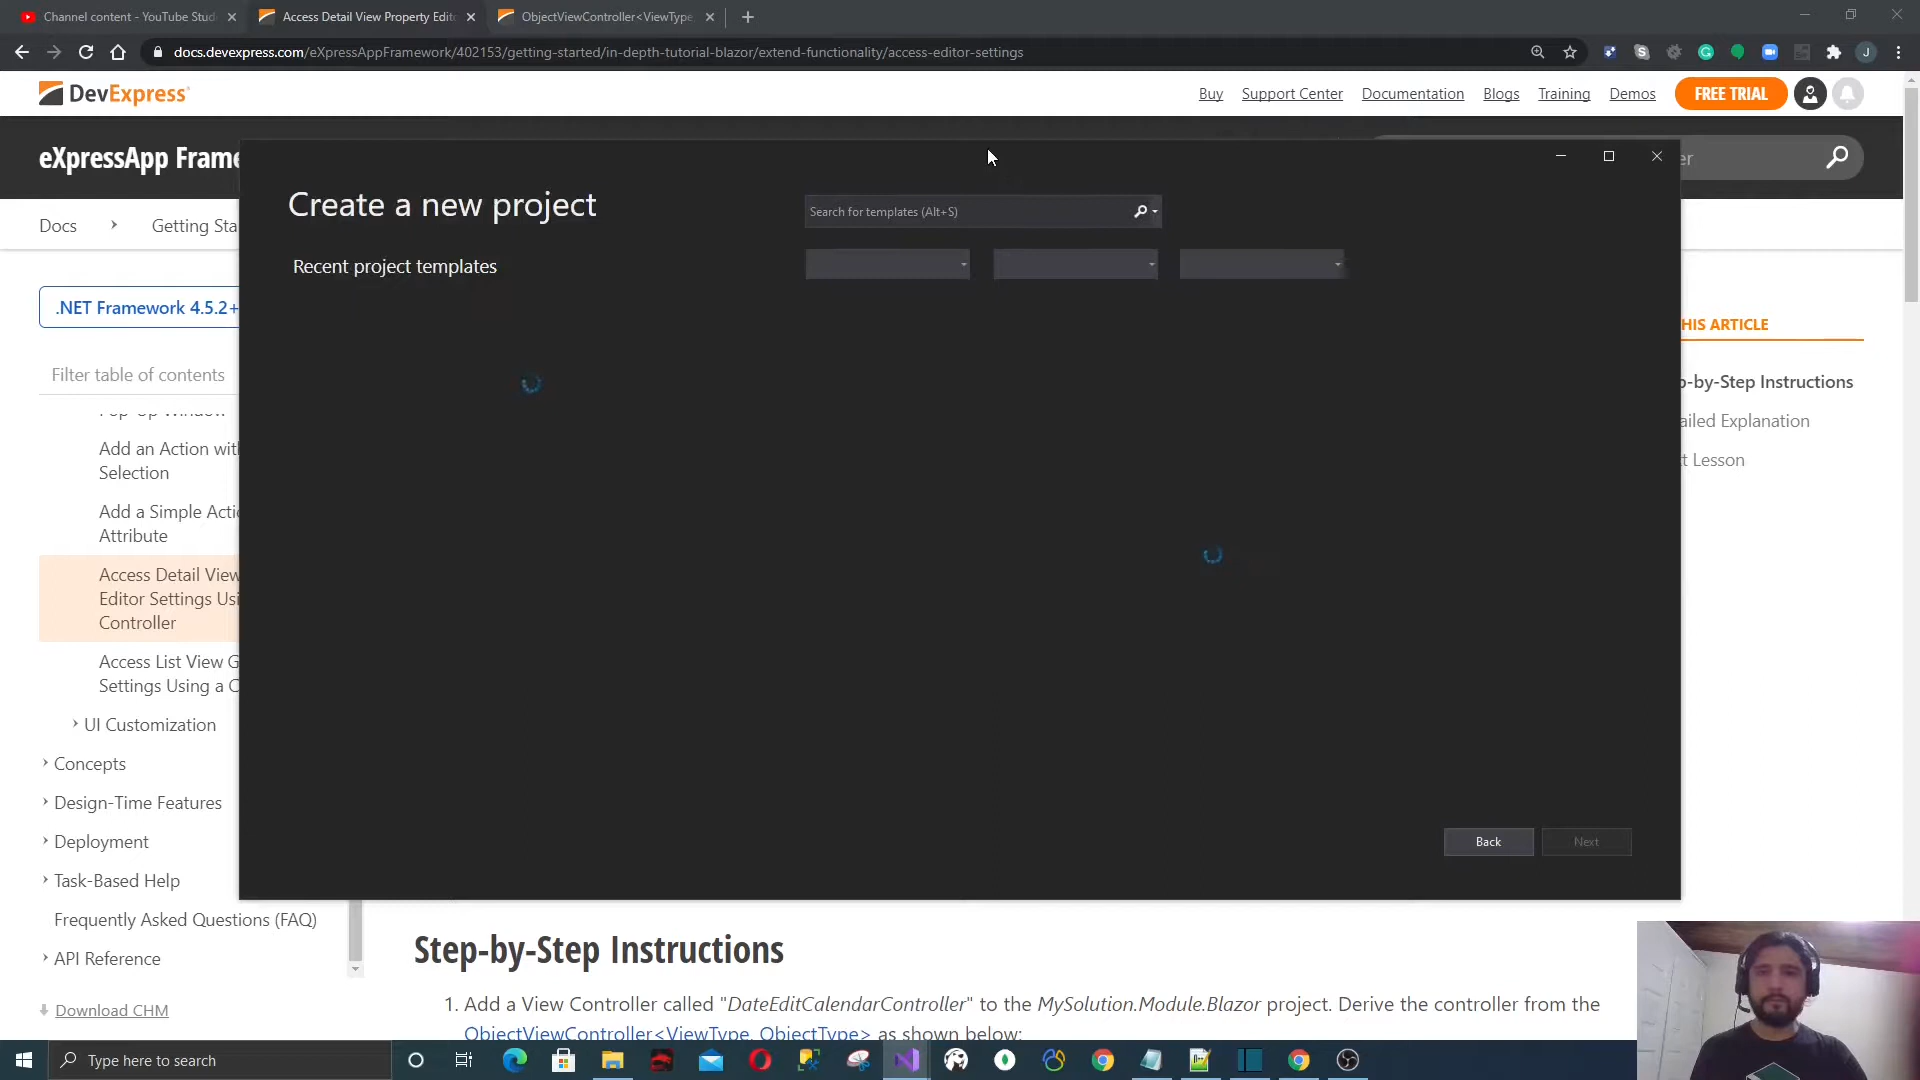 Channel content - YouTube Stud
Access Detail View Property Edito
ObjectViewController<ViewType
docs.devexpress.com/eXpressAppFramework/402153/getting-started/in-depth-tutorial-blazor/extend-functionality/access-editor-settings
J
DevExpress
Buy
Support Center
Documentation
Blogs
Training
Demos
FREE TRIAL
eXpressApp Frame
er
Docs
Getting Sta
Create a new project
Search for templates (Alt+S)
Recent project templates
.NET Framework 4.5.2+
HIS ARTICLE
Filter table of contents
p-by-Step Instructions
ailed Explanation
t Lesson
Pop-Up Window
Add an Action with
Selection
Add a Simple Actio
Attribute
Access Detail View
Editor Settings Usi
Controller
Access List View G
Settings Using a C
UI Customization
Concepts
Design-Time Features
Deployment
Task-Based Help
Frequently Asked Questions (FAQ)
API Reference
Download CHM
Back
Next
Step-by-Step Instructions
1. Add a View Controller called "DateEditCalendarController" to the MySolution.Module.Blazor project. Derive the controller from the
ObjectViewController<ViewType, ObjectType> as shown below:
Type here to search